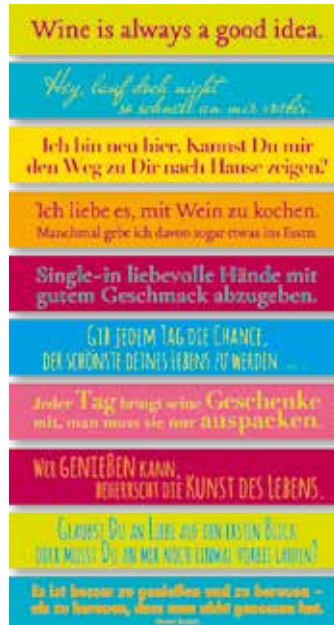 Wine is always a good idea.
Hey, lauf doch nicht
so schnell an mir vorbei.
Ich bin neu hier. Kannst Du mir
den Weg zu Dir nach Hause zeigen?
Ich liebe es, mit Wein zu kochen.
Manchmal gebe ich davon sogar etwas ins Essen.
Single-in liebevolle Hände mit
gutem Geschmack abzugeben.
Gib jedem Tag die Chance,
der schönste deines Lebens zu werden ...
Jeder Tag bringt seine Geschenke
mit, man muss sie nur auspacken.
Wer GENIEßEN kann,
beherrscht die Kunst des Lebens.
Glaubst Du an Liebe auf den ersten Blick
oder musst Du an mir noch einmal vorbei laufen?
Es ist besser zu genießen und zu bereuen –
als zu bereuen, dass man nicht genossen hat.